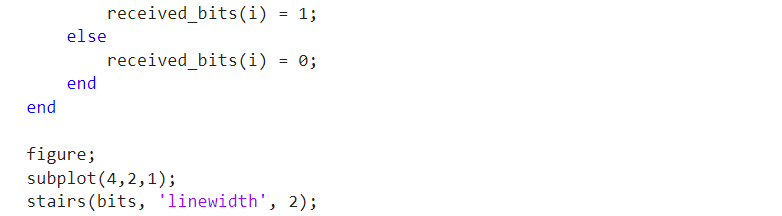 received_bits(i) = 1;
    else
        received_bits(i) = 0;
    end
end

figure;
subplot(4,2,1);
stairs(bits, 'linewidth', 2);